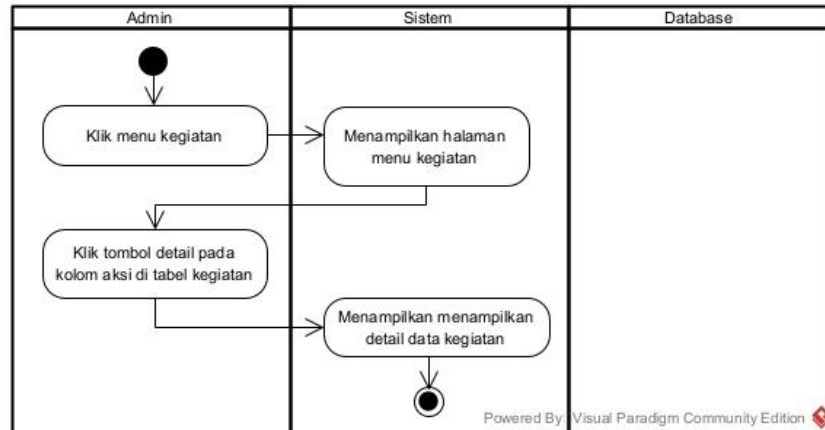 Admin
Sistem
Database
Klik menu kegiatan
Menampilkan halaman
menu kegiatan
Klik tombol detail pada
kolom aksi di tabel kegiatan
Menampilkan menampilkan
detail data kegiatan
Powered By Visual Paradigm Community Edition